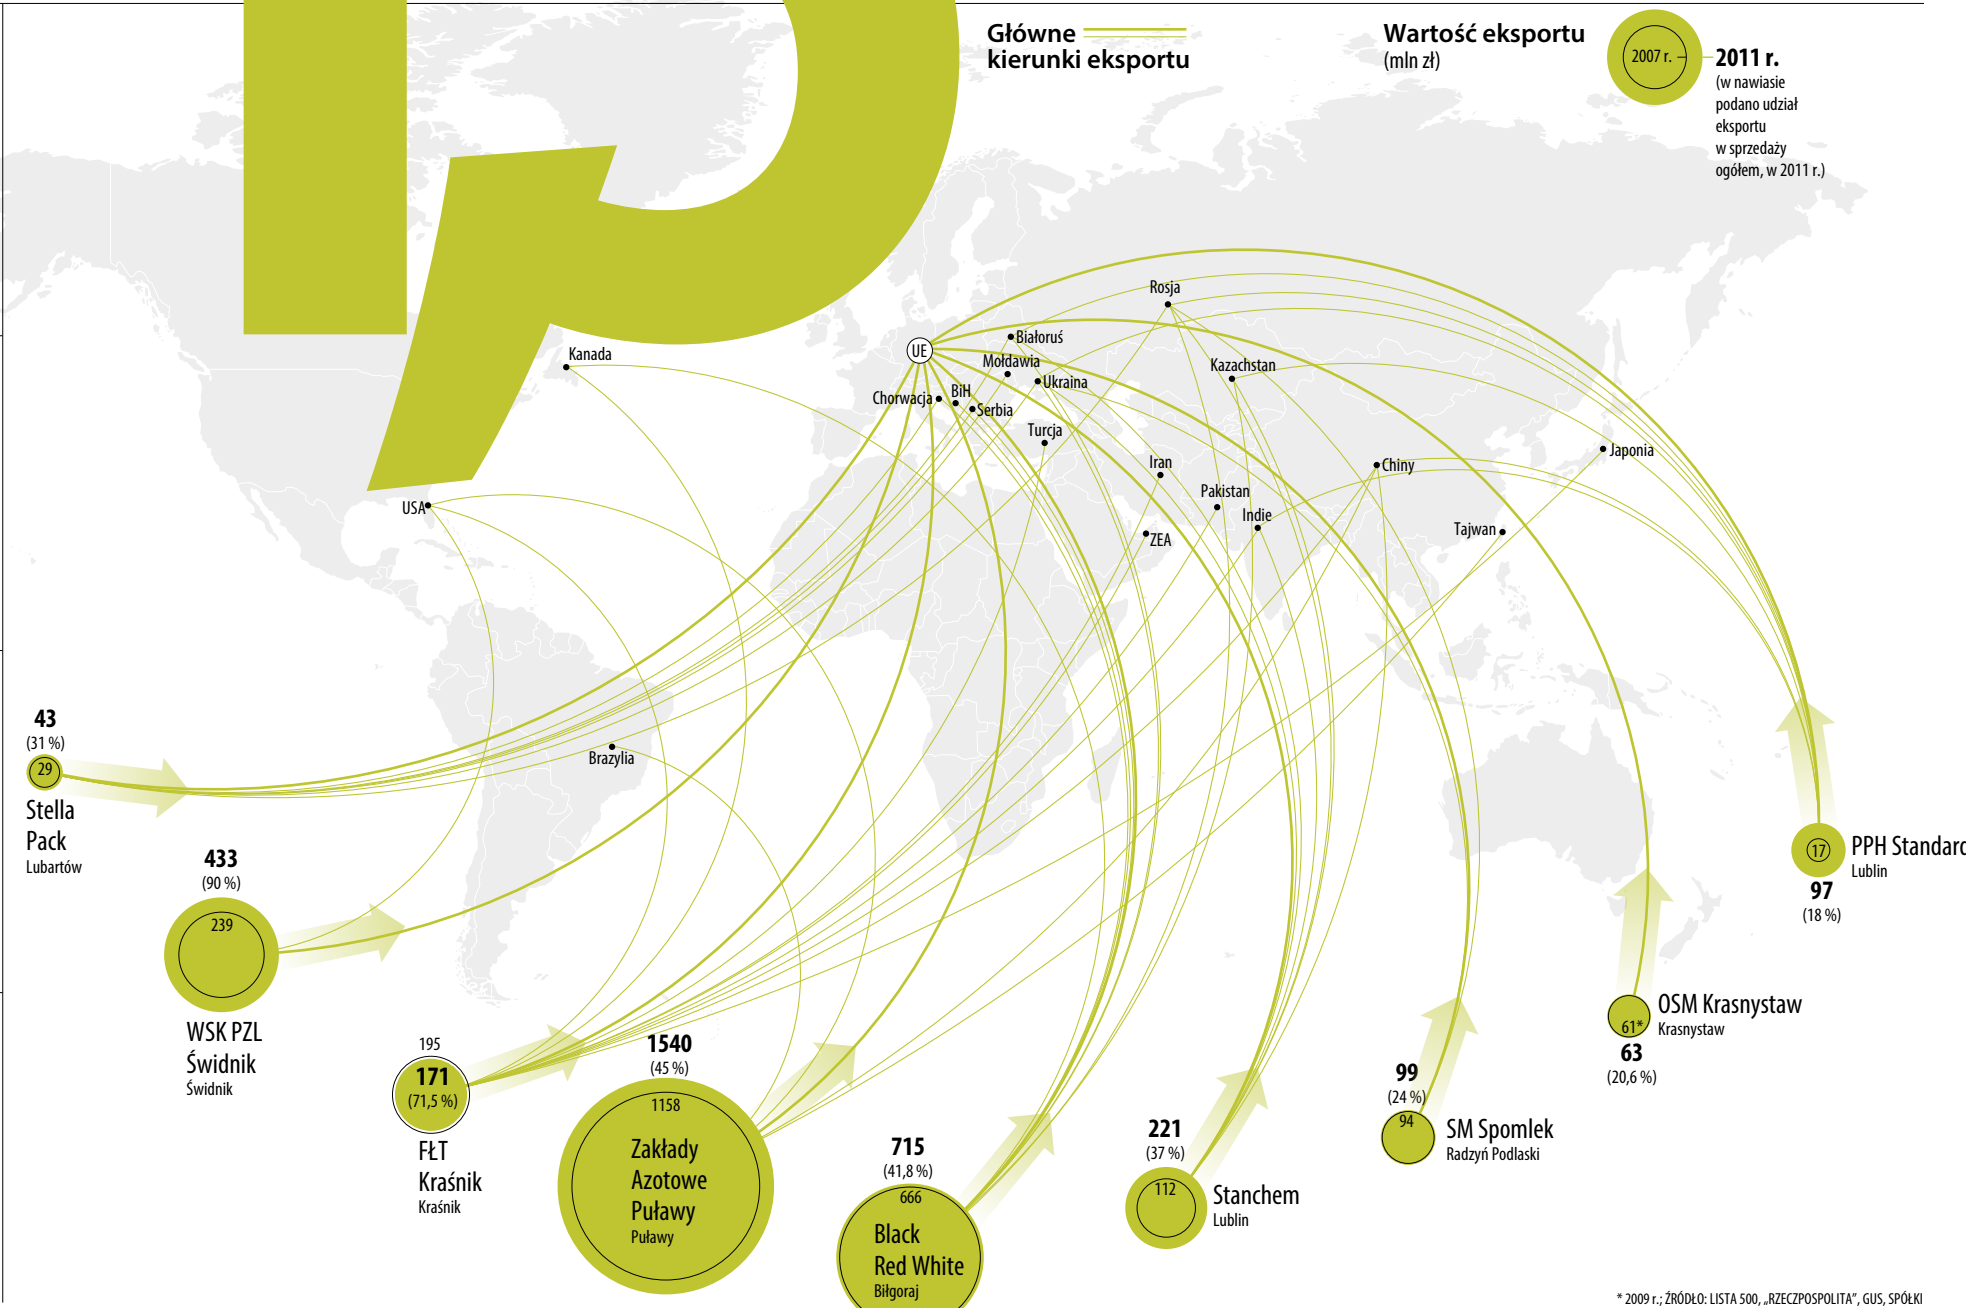 Główne
kierunki eksportu
Wartość eksportu
(mln zł)
2007 r.
2011 r.
(w nawiasie
podano udział
eksportu
w sprzedaży
ogółem, w 2011 r.)
Rosja
Białoruś
UE
Mołdawia
Kanada
Kazachstan
Ukraina
Chorwacja
BiH
Serbia
Turcja
Japonia
Iran
Chiny
Pakistan
USA
Indie
Tajwan
ZEA
Brazylia
43
(31 %)
29
Stella
Pack
Lubartów
433
(90 %)
239
WSK PZL
Świdnik
Świdnik
195
171
(71,5 %)
FŁT
Kraśnik
Kraśnik
1540
(45 %)
1158
Zakłady
Azotowe
Puławy
Puławy
715
(41,8 %)
666
Black
Red White
Biłgoraj
221
(37 %)
112
Stanchem
Lublin
99
(24 %)
94
SM Spomlek
Radzyń Podlaski
OSM Krasnystaw
Krasnystaw
61*
63
(20,6 %)
17
PPH Standard
Lublin
97
(18 %)
* 2009 r.; ŹRÓDŁO: LISTA 500, „RZECZPOSPOLITA”, GUS, SPÓŁKI